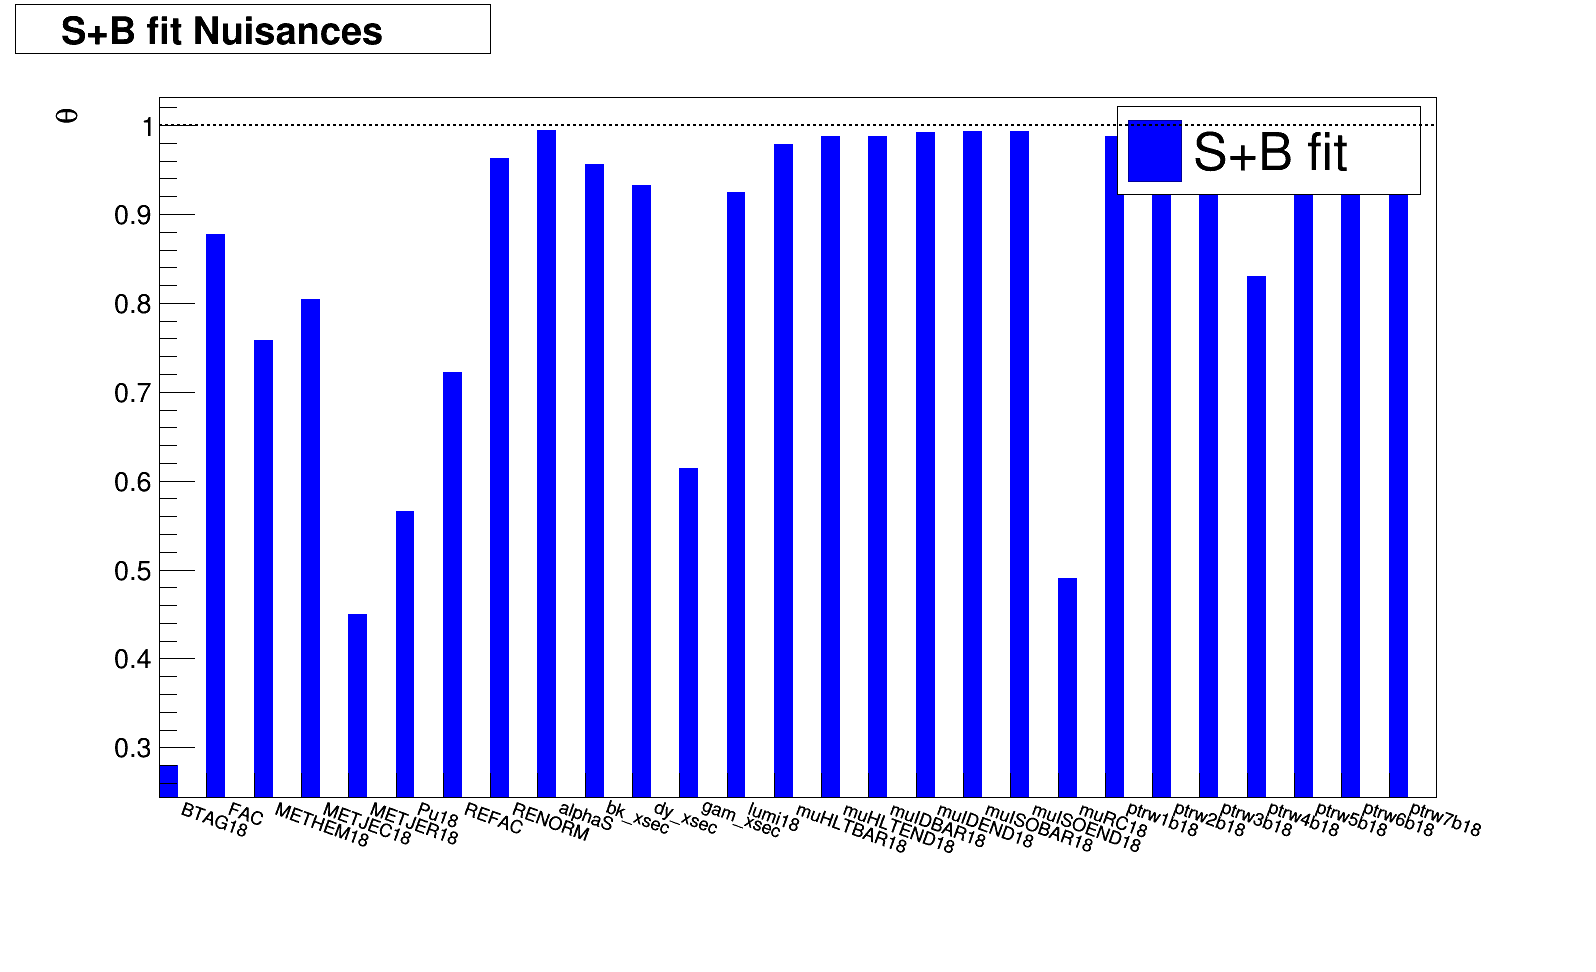 S+B fit Nuisances
θ
1
0.9
0.8
0.7
0.6
0.5
0.4
0.3
S+B fit
BTAG18
FAC
METHEM18
METJEC18
METJER18
Pu18
REFAC
RENORM
alphaS
bk_xsec
dy_xsec
gam_xsec
lumi18
muHLTBAR18
muHLTEND18
muIDBAR18
muIDEND18
muISOBAR18
muISOEND18
muRC18
ptrw1b18
ptrw2b18
ptrw3b18
ptrw4b18
ptrw5b18
ptrw6b18
ptrw7b18